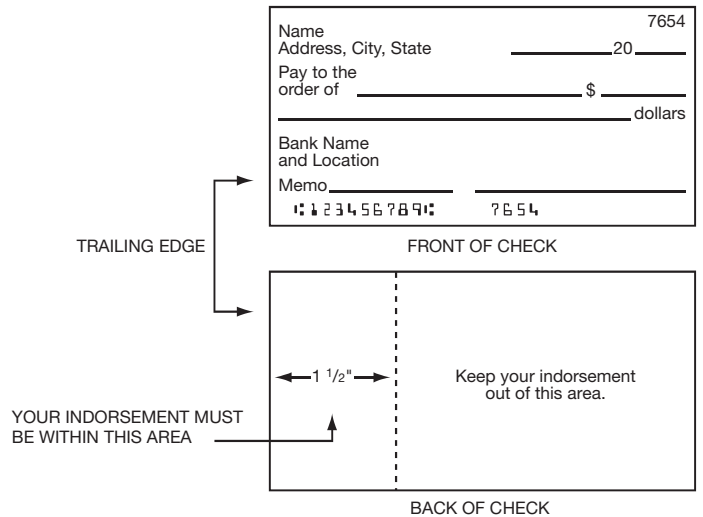 7654
Name
Address, City, State 20
Pay to the
order of $
dollars
Bank Name
and Location
Memo
⑆123456789⑆ 7654
TRAILING EDGE
FRONT OF CHECK
1 1/2"
Keep your indorsement
out of this area.
YOUR INDORSEMENT MUST
BE WITHIN THIS AREA
BACK OF CHECK